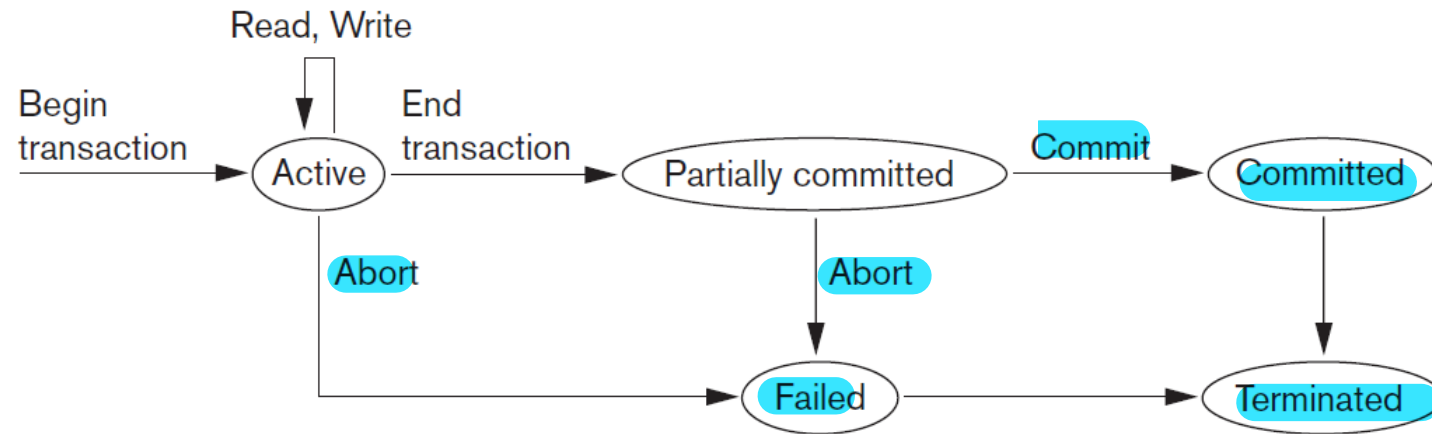 Read, Write
Begin
transaction
End
transaction
Active
Partially committed
Commit
Committed
Abort
Abort
Failed
Terminated